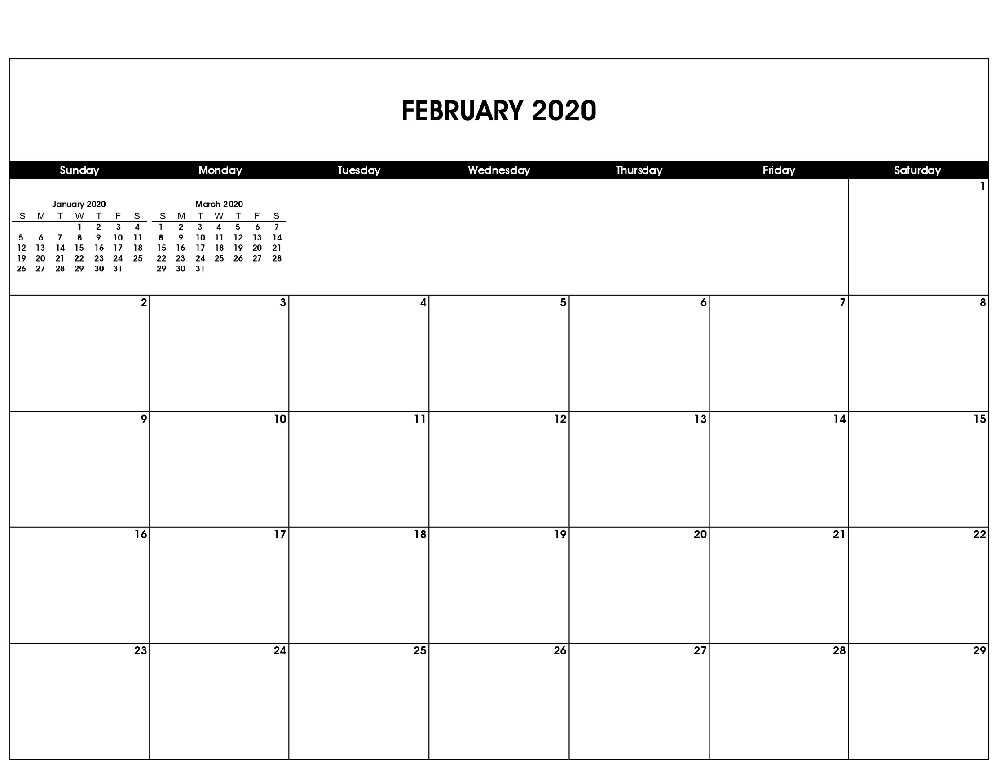 FEBRUARY 2020
Sunday Monday Tuesday Wednesday Thursday Friday Saturday
1
January 2020
S M T W T F S
1 2 3 4
5 6 7 8 9 10 11
12 13 14 15 16 17 18
19 20 21 22 23 24 25
26 27 28 29 30 31
March 2020
S M T W T F S
1 2 3 4 5 6 7
8 9 10 11 12 13 14
15 16 17 18 19 20 21
22 23 24 25 26 27 28
29 30 31
2 3 4 5 6 7 8
9 10 11 12 13 14 15
16 17 18 19 20 21 22
23 24 25 26 27 28 29